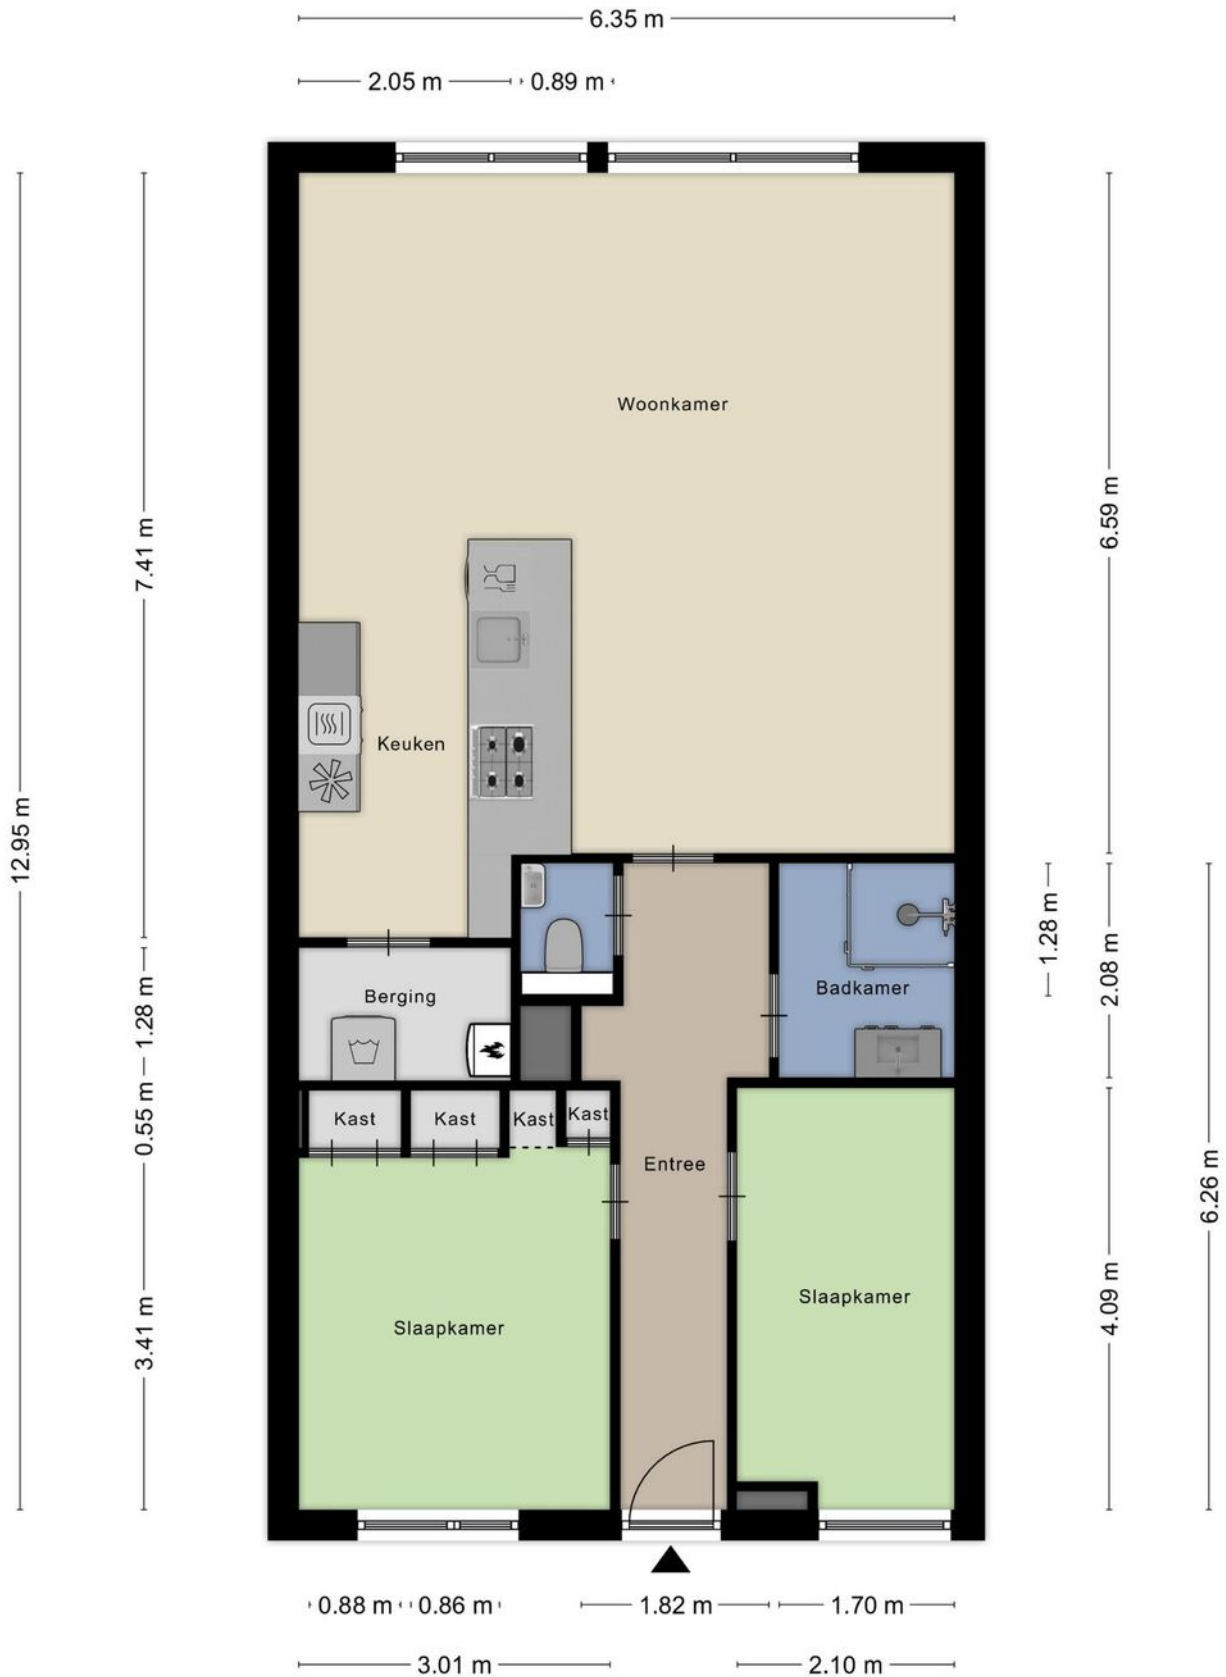 6.35 m
2.05 m
0.89 m
Woonkamer
6.59 m
7.41 m
Keuken
12.95 m
1.28 m
2.08 m
Badkamer
Berging
1.28 m
Kast
Kast
Kast
Kast
0.55 m
Entree
6.26 m
Slaapkamer
4.09 m
Slaapkamer
3.41 m
0.88 m
0.86 m
1.82 m
1.70 m
3.01 m
2.10 m